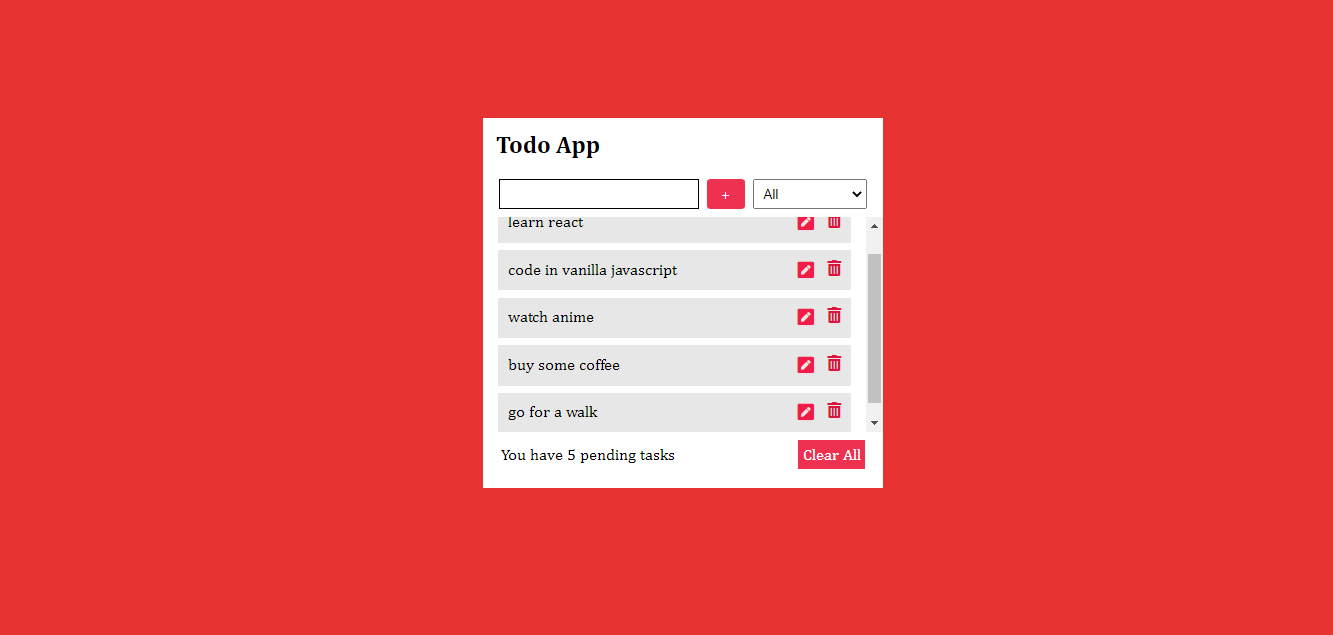 Todo App
+ All
learn react
code in vanilla javascript
watch anime
buy some coffee
go for a walk
You have 5 pending tasks Clear All